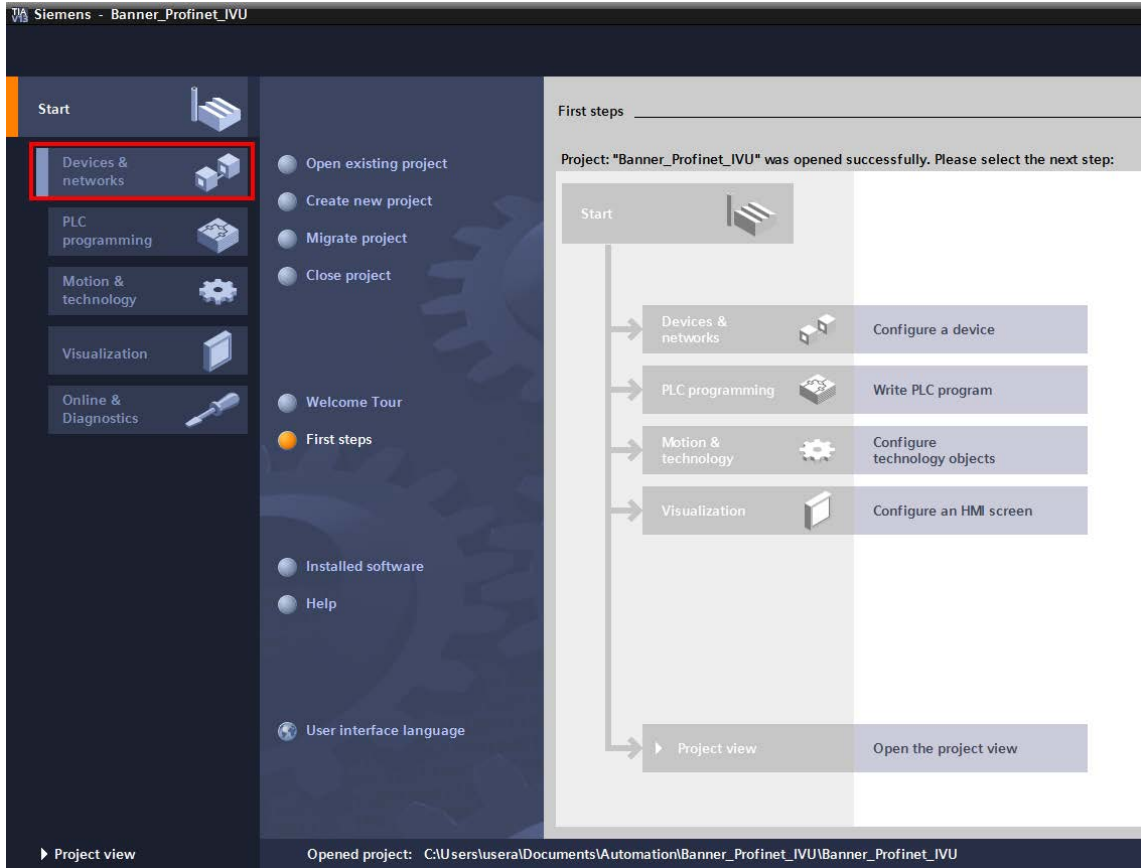 TIA
V13
Siemens - Banner_Profinet_IVU
Start
Devices &
networks
PLC
programming
Motion &
technology
Visualization
Online &
Diagnostics
Open existing project
Create new project
Migrate project
Close project
Welcome Tour
First steps
Installed software
Help
User interface language
First steps
Project: "Banner_Profinet_IVU" was opened successfully. Please select the next step:
Start
Devices &
networks
Configure a device
PLC programming
Write PLC program
Motion &
technology
Configure
technology objects
Visualization
Configure an HMI screen
Project view
Open the project view
Project view
Opened project: C:\Users\usera\Documents\Automation\Banner_Profinet_IVU\Banner_Profinet_IVU